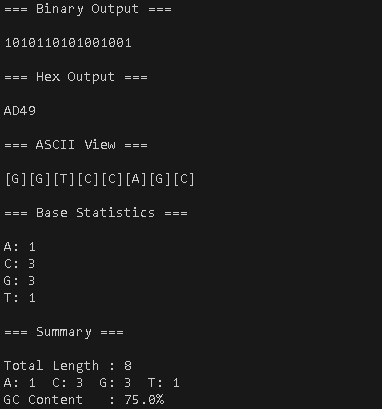 === Binary Output ===
1010110101001001
=== Hex Output ===
AD49
=== ASCII View ===
[G][G][T][C][C][A][G][C]
=== Base Statistics ===
A: 1
C: 3
G: 3
T: 1
=== Summary ===
Total Length : 8
A: 1  C: 3  G: 3  T: 1
GC Content   : 75.0%